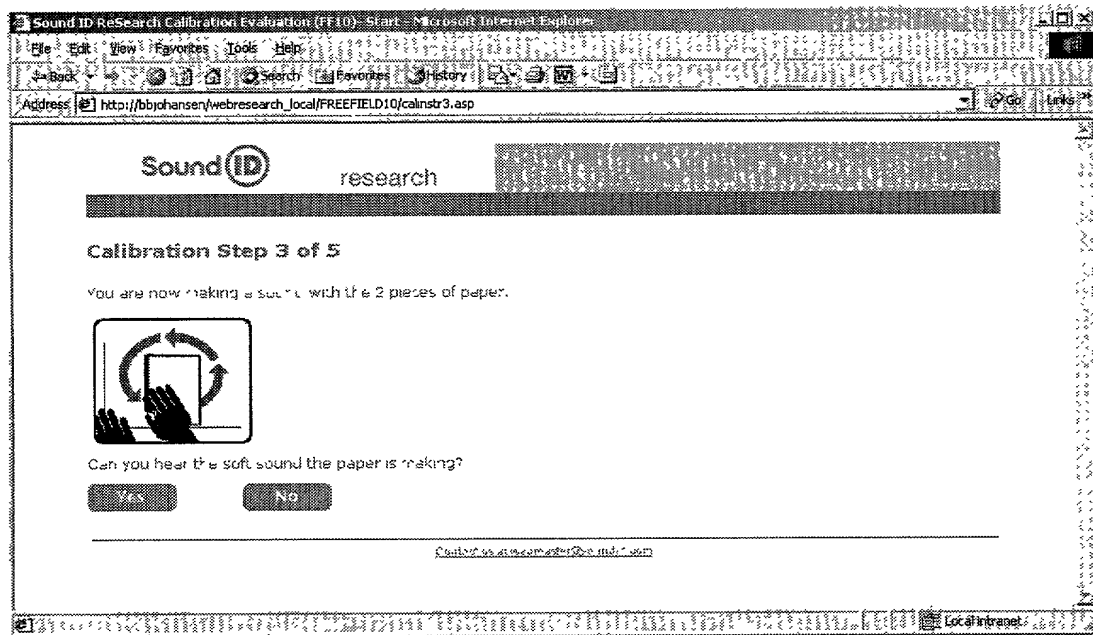 Sound ID ReSearch Calibration Evaluation (FF10)- Start - Microsoft Internet Explorer
File Edit View Favorites Tools Help
Back Search Favorites History
Address http://bbjohansen/webresearch_local/FREEFIELD10/calinstr3.asp Go Links »
Sound ID research
Calibration Step 3 of 5
You are now making a sound with the 2 pieces of paper.
Can you hear the soft sound the paper is making?
Yes No
Local intranet